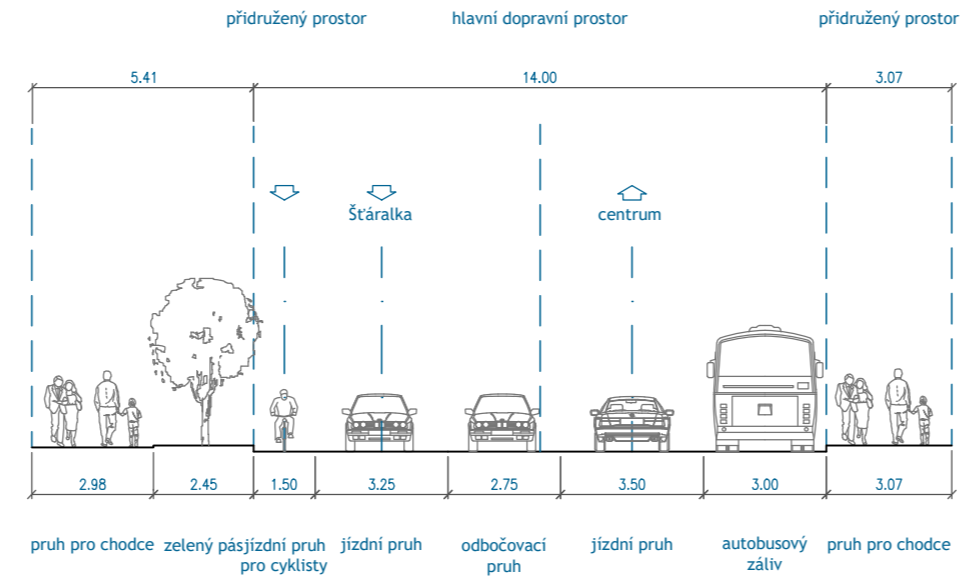 přidružený prostor hlavní dopravní prostor přidružený prostor
5.41 14.00 3.07
Šťáralka centrum
2.98 2.45 1.50 3.25 2.75 3.50 3.00 3.07
pruh pro chodce zelený pás jízdní pruh jízdní pruh odbočovací jízdní pruh autobusový pruh pro chodce
pro cyklisty pruh záliv